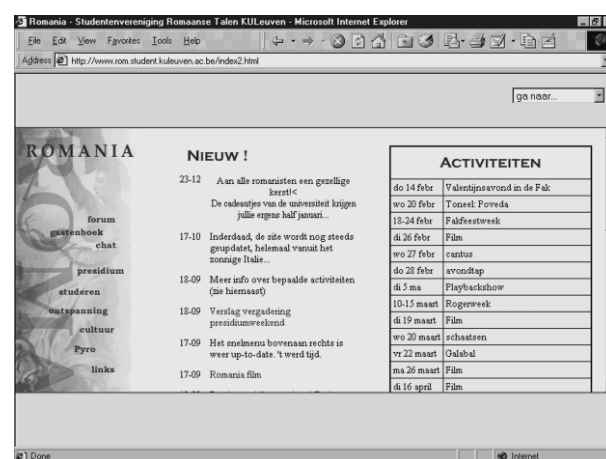 Romania - Studentenvereniging Romaanse Talen KULeuven - Microsoft Internet Explorer
File Edit View Favorites Tools Help
Address http://www.rom.student.kuleuven.ac.be/index2.html
ga naar...
ROMANIA
forum
gastenboek
chat
presidium
studeren
ontspanning
cultuur
Pyro
links
NIEUW !
23-12 Aan alle romanisten een gezellige
kerst!<
De cadeautjes van de universiteit krijgen
jullie ergens half januari...
17-10 Inderdaad, de site wordt nog steeds
geupdatet, helemaal vanuit het
zonnige Italie...
18-09 Meer info over bepaalde activiteiten
(zie hiernaast)
18-09 Verslag vergadering
presidiumweekend
17-09 Het snelmenu bovenaan rechts is
weer up-to-date. 't werd tijd.
17-09 Romania film
ACTIVITEITEN
do 14 febr Valentijnsavond in de Fak
wo 20 febr Toneel: Poveda
18-24 febr Fakfeestweek
di 26 febr Film
wo 27 febr cantus
do 28 febr avondtap
di 5 ma Playbackshow
10-15 maart Rogerweek
di 19 maart Film
wo 20 maart schaatsen
vr 22 maart Galabal
ma 26 maart Film
di 16 april Film
Done Internet